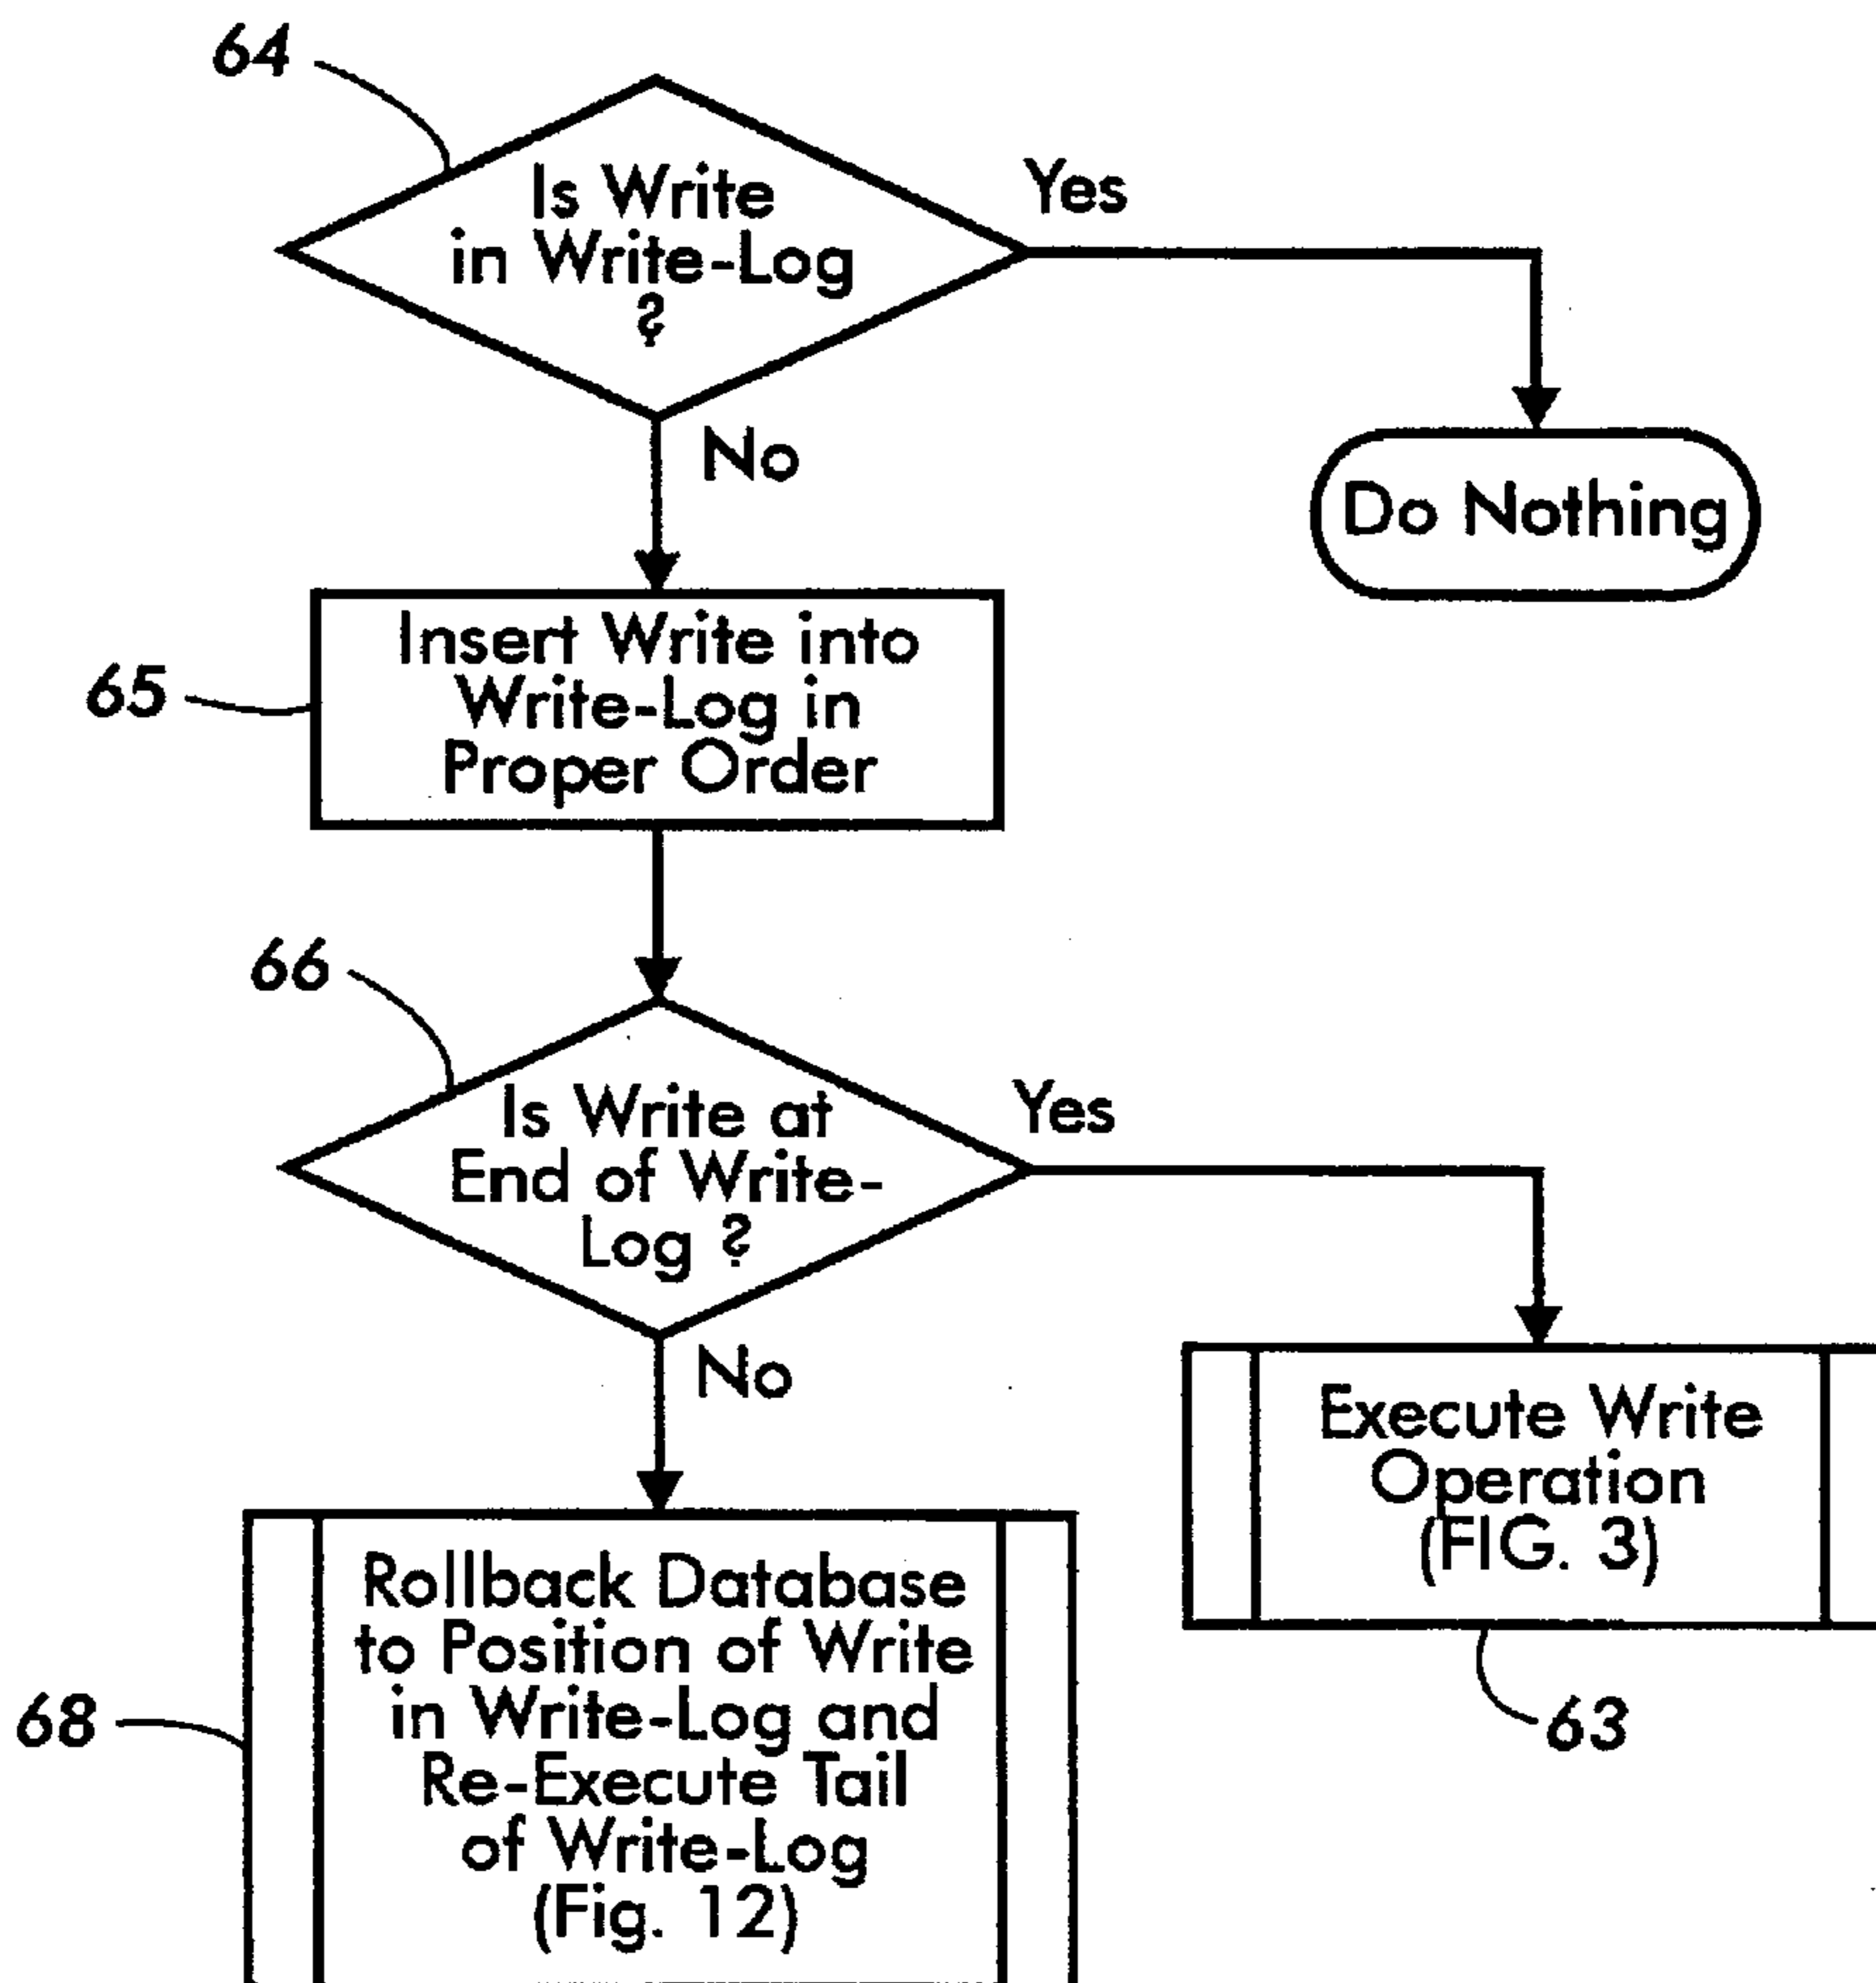 64
Is Write
in Write-Log
?
Yes
No
Do Nothing
65
Insert Write into
Write-Log in
Proper Order
66
Is Write at
End of Write-
Log ?
Yes
No
Execute Write
Operation
(FIG. 3)
63
68
Rollback Database
to Position of Write
in Write-Log and
Re-Execute Tail
of Write-Log
(Fig. 12)